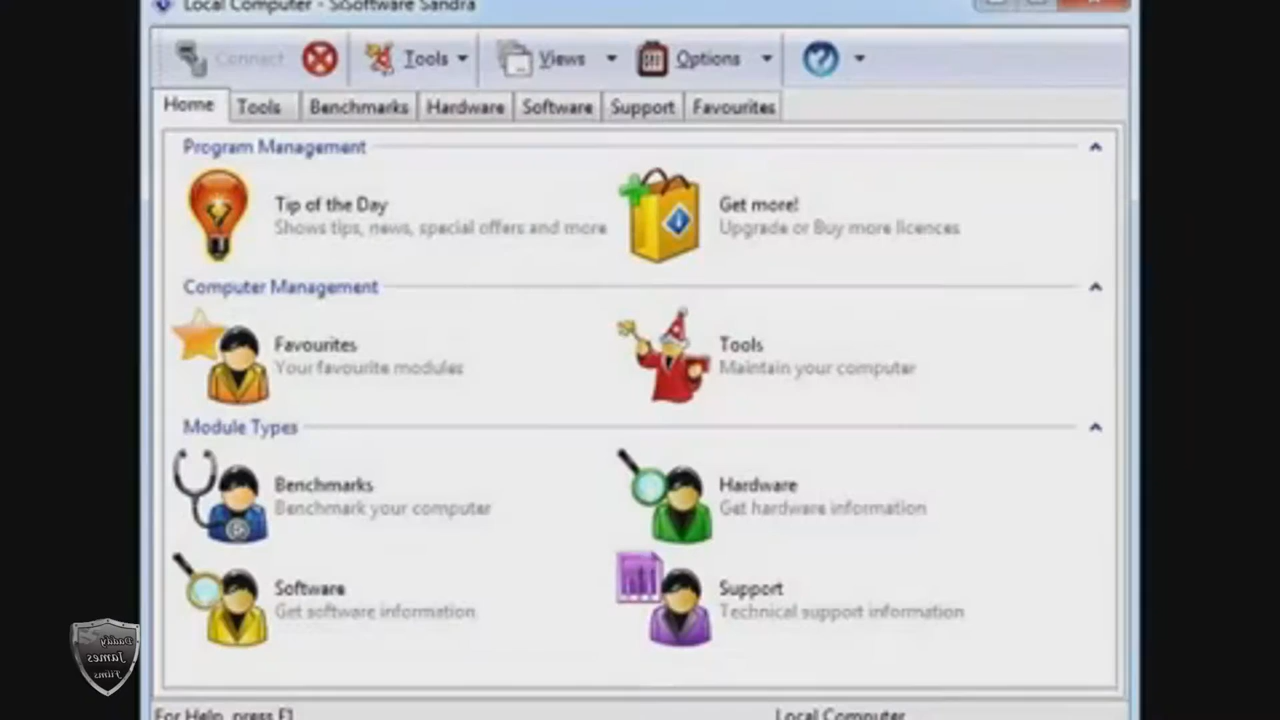 Local Computer - SiSoftware Sandra
Connect Tools Views Options
Home Tools Benchmarks Hardware Software Support Favourites
Program Management
Tip of the Day
Shows tips, news, special offers and more
Get more!
Upgrade or Buy more licences
Computer Management
Favourites
Your favourite modules
Tools
Maintain your computer
Module Types
Benchmarks
Benchmark your computer
Hardware
Get hardware information
Software
Get software information
Support
Technical support information
Daddy
James
Films
For Help, press F1
Local Computer